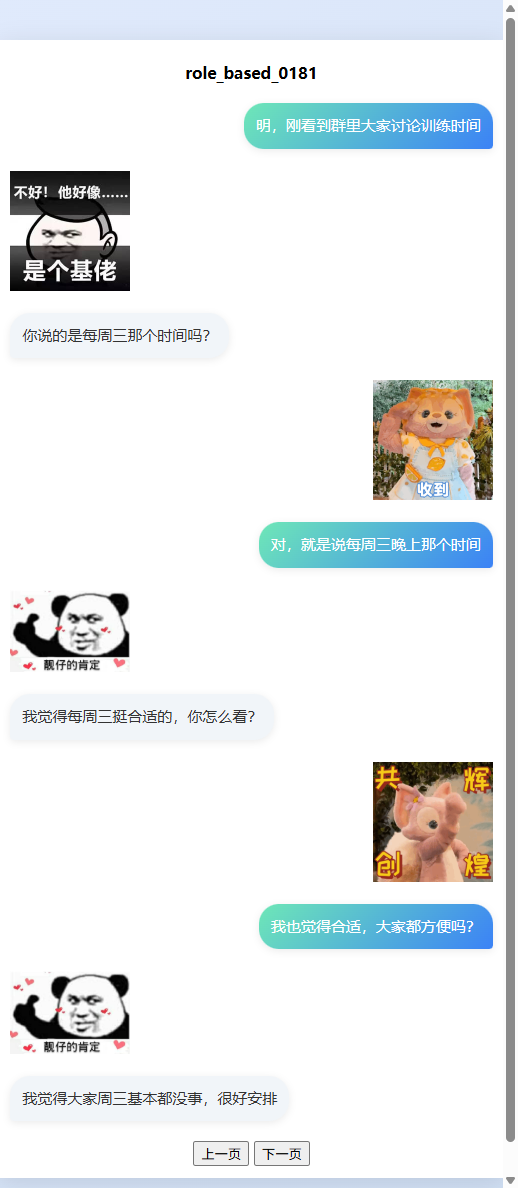 role_based_0181
明，刚看到群里大家讨论训练时间
不好！他好像……
是个基佬
你说的是每周三那个时间吗？
收到
对，就是说每周三晚上那个时间
靓仔的肯定
我觉得每周三挺合适的，你怎么看？
共辉
创煌
我也觉得合适，大家都方便吗？
靓仔的肯定
我觉得大家周三基本都没事，很好安排
上一页 下一页